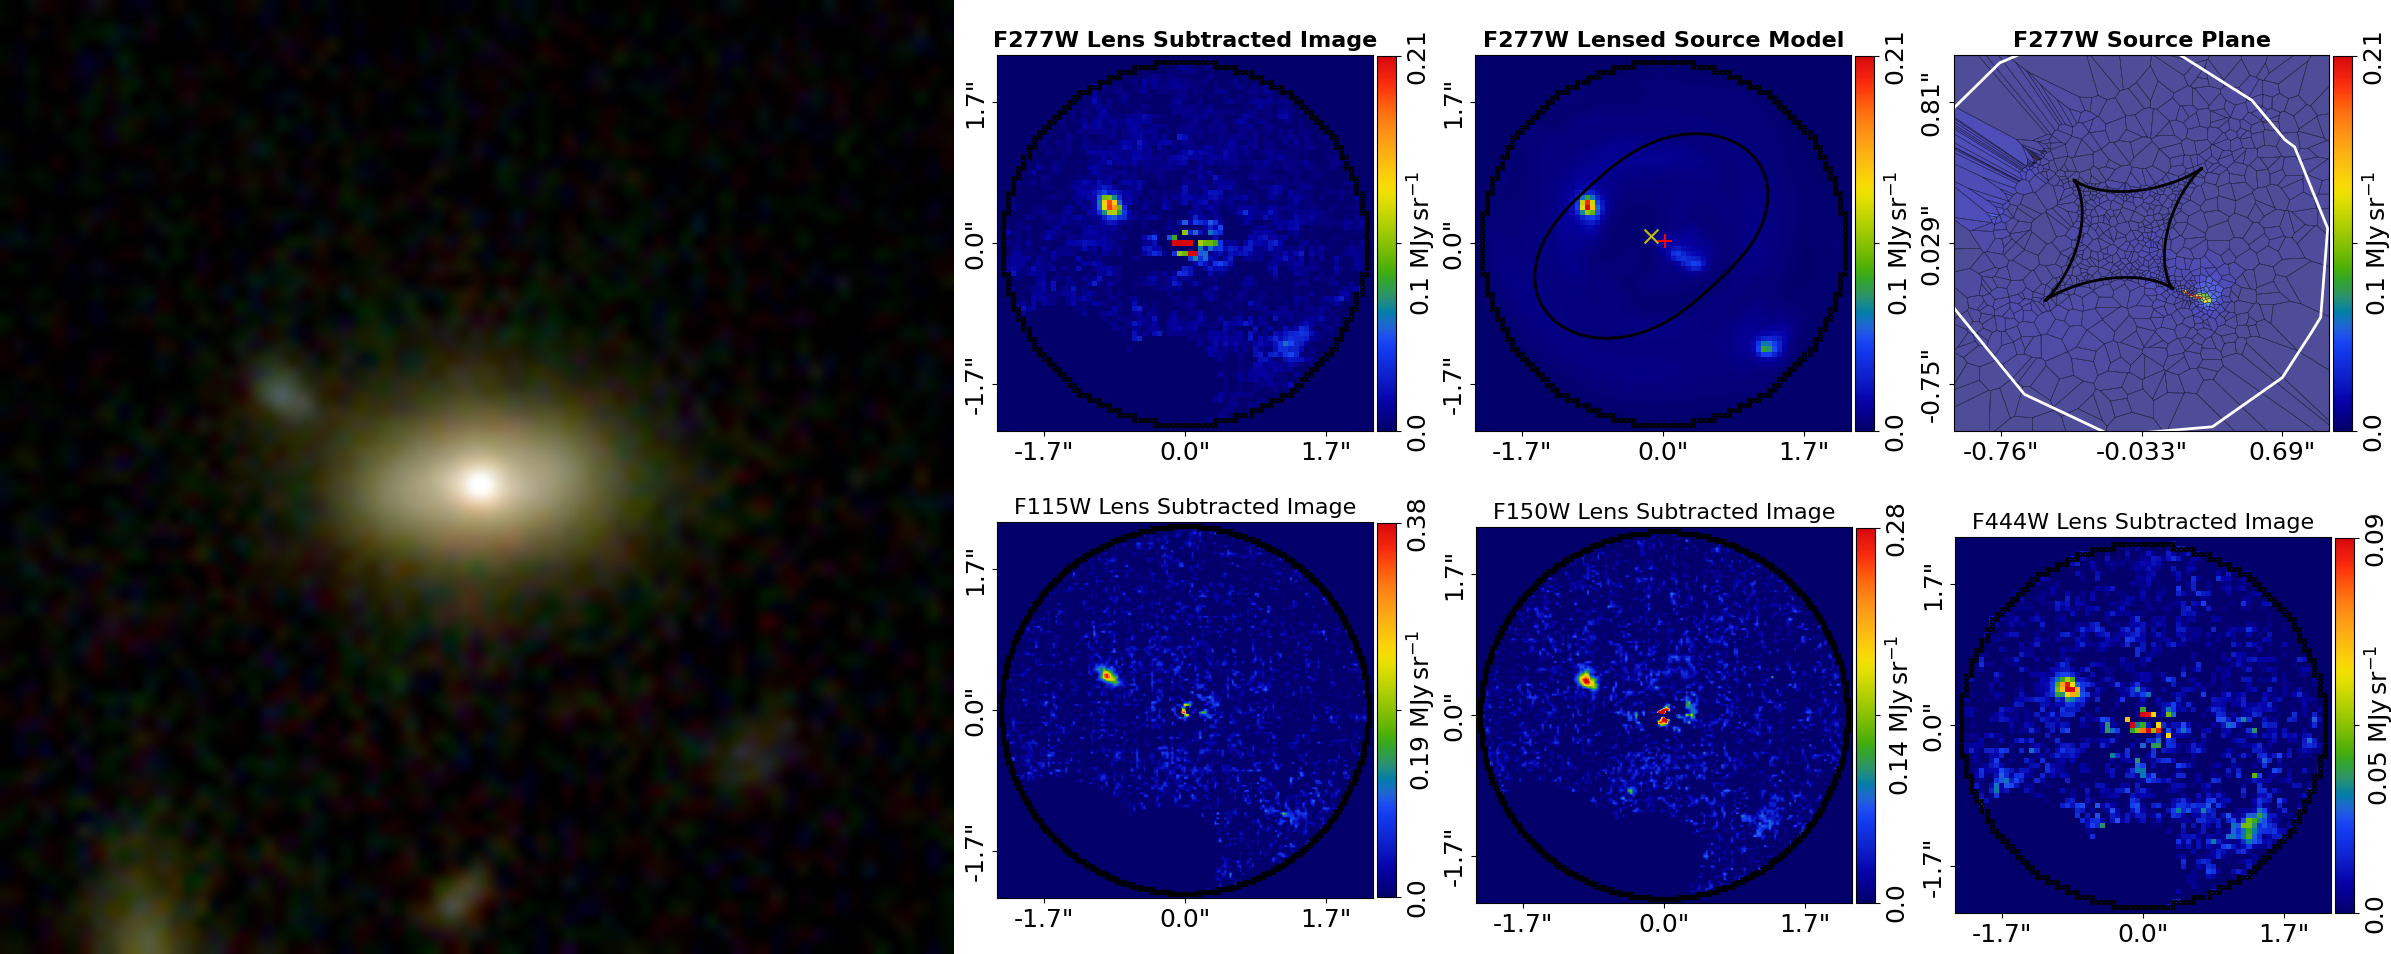 F277W Lens Subtracted Image
1.7"
0.0"
-1.7"
-1.7" 0.0" 1.7"
0.21
0.1 MJy sr⁻¹
0.0
F277W Lensed Source Model
1.7"
0.0"
-1.7"
-1.7" 0.0" 1.7"
0.21
0.1 MJy sr⁻¹
0.0
F277W Source Plane
0.81"
0.029"
-0.75"
-0.76" -0.033" 0.69"
0.21
0.1 MJy sr⁻¹
0.0
F115W Lens Subtracted Image
1.7"
0.0"
-1.7"
-1.7" 0.0" 1.7"
0.38
0.19 MJy sr⁻¹
0.0
F150W Lens Subtracted Image
1.7"
0.0"
-1.7"
-1.7" 0.0" 1.7"
0.28
0.14 MJy sr⁻¹
0.0
F444W Lens Subtracted Image
1.7"
0.0"
-1.7"
-1.7" 0.0" 1.7"
0.09
0.05 MJy sr⁻¹
0.0